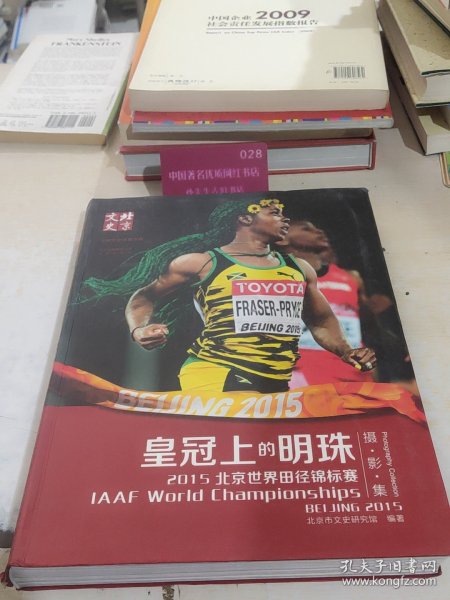 中国企业 2009
社会责任发展指数报告
Mary Shelley
FRANKENSTEIN
028
中国著名优质网红书店
北京
文史
TOYOTA
FRASER-PRYCE
BEIJING 2015
BEIJING 2015
皇冠上的明珠
摄·影·集
Photography Collection
2015 北京世界田径锦标赛
IAAF World Championships
BEIJING 2015
北京市文史研究馆 编著
孔夫子旧书网
www.kongfz.com